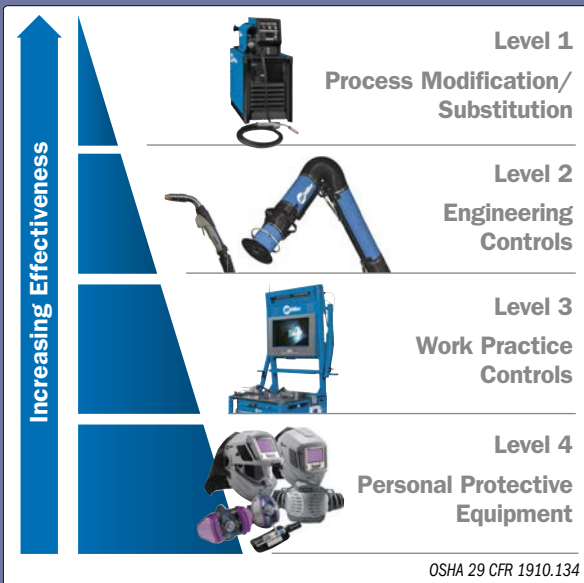 Increasing Effectiveness
Level 1
Process Modification/
Substitution
Level 2
Engineering
Controls
Level 3
Work Practice
Controls
Level 4
Personal Protective
Equipment
OSHA 29 CFR 1910.134